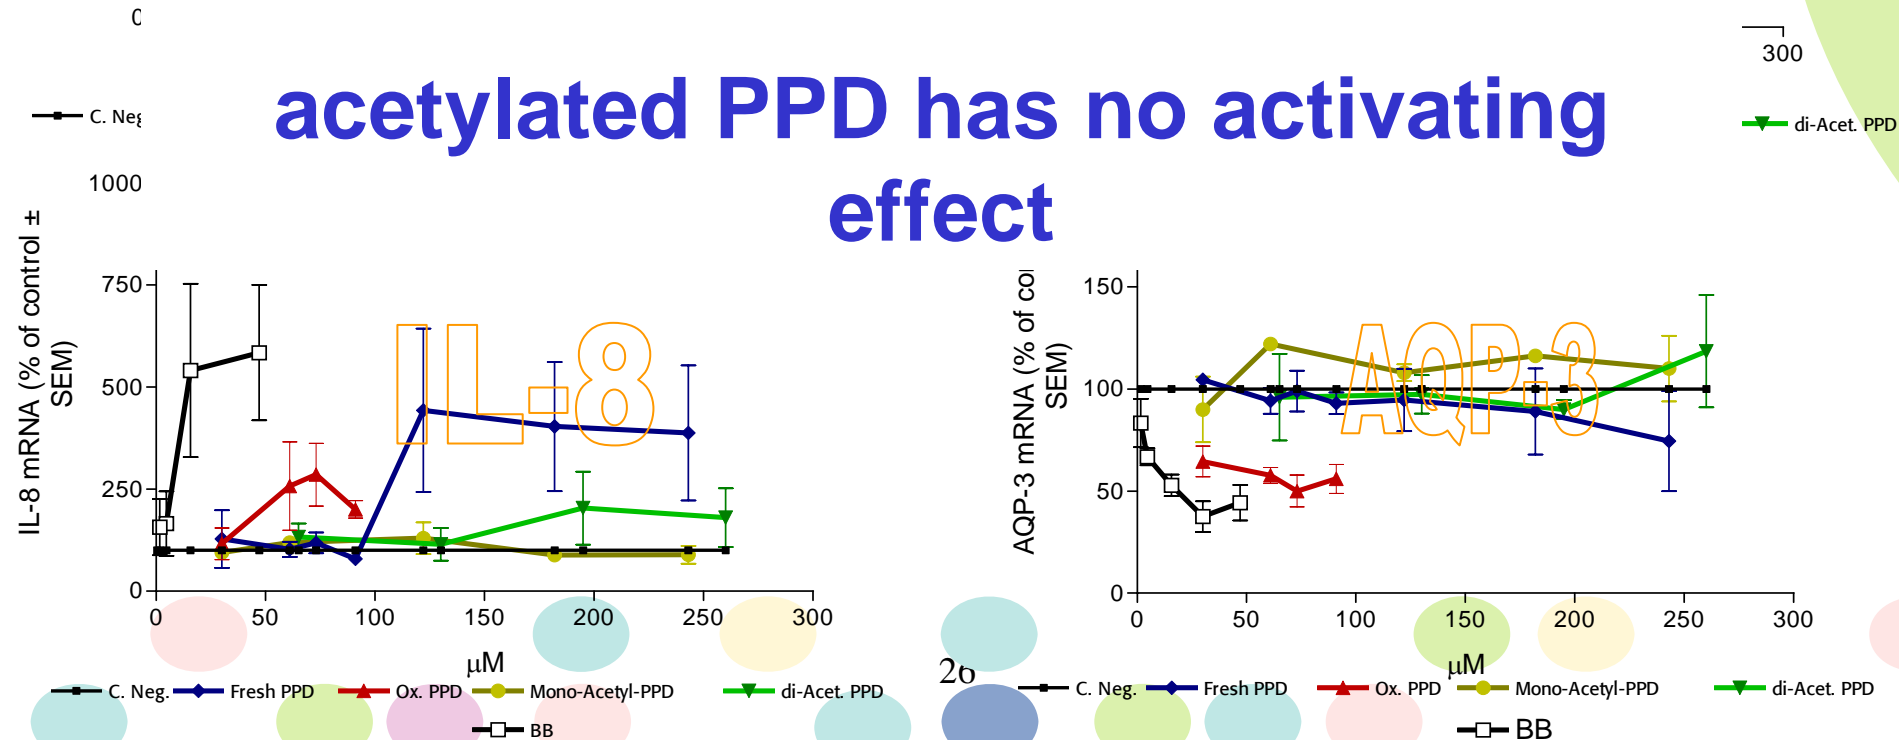 0
300
C. Neg
di-Acet. PPD
acetylated PPD has no activating
effect
1000
750
500
250
0
IL-8 mRNA (% of control ±
SEM)
IL-8
0 50 100 150 200 250 300
µM
C. Neg. Fresh PPD Ox. PPD Mono-Acetyl-PPD di-Acet. PPD
BB
26
150
100
50
0
AQP-3 mRNA (% of co
SEM)
AQP-3
0 50 100 150 200 250 300
µM
C. Neg. Fresh PPD Ox. PPD Mono-Acetyl-PPD di-Acet. PPD
BB